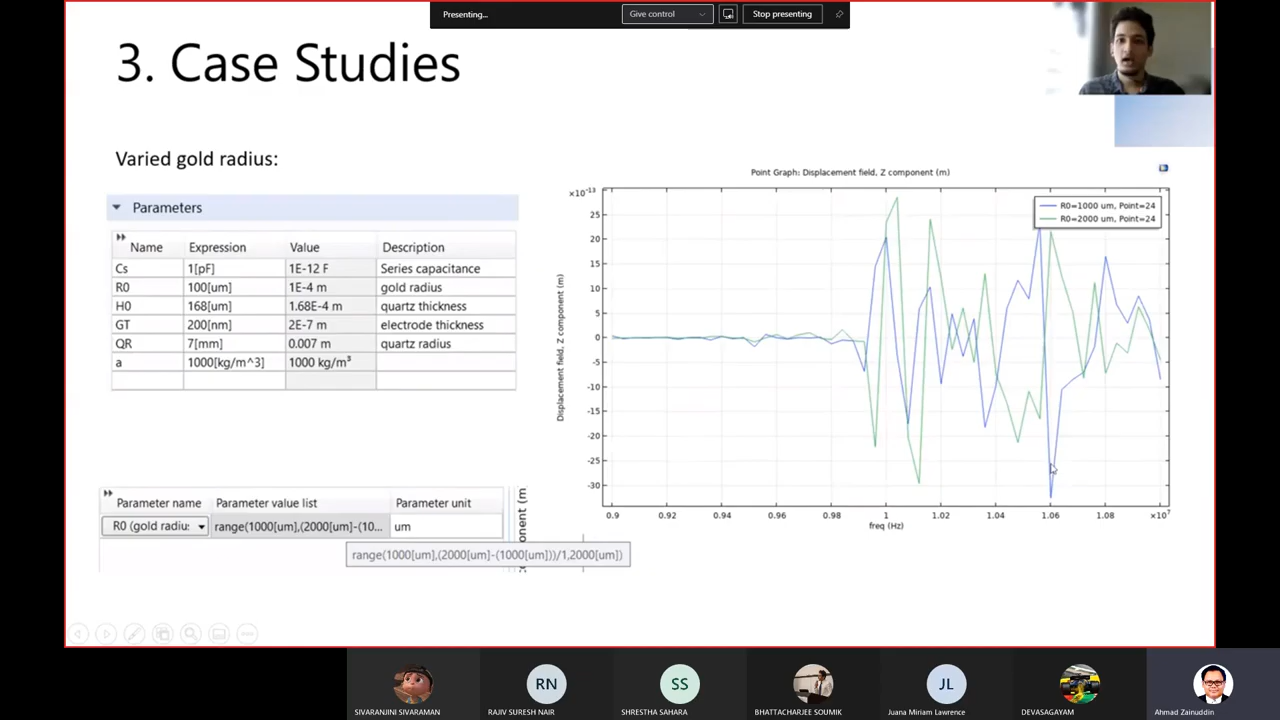 Presenting...
Give control
Stop presenting
3. Case Studies
Varied gold radius:
Parameters
Name Expression Value Description
Cs 1[pF] 1E-12 F Series capacitance
R0 100[um] 1E-4 m gold radius
H0 168[um] 1.68E-4 m quartz thickness
GT 200[nm] 2E-7 m electrode thickness
QR 7[mm] 0.007 m quartz radius
a 1000[kg/m^3] 1000 kg/m³
Parameter name Parameter value list Parameter unit
R0 (gold radiu: range(1000[um],(2000[um]-(10... um
range(1000[um],(2000[um]-(1000[um]))/1,2000[um])
Point Graph: Displacement field, Z component (m)
×10⁻¹³
R0=1000 um, Point=24
R0=2000 um, Point=24
25
20
15
10
5
0
-5
-10
-15
-20
-25
-30
Displacement field, Z component (m)
0.9 0.92 0.94 0.96 0.98 1 1.02 1.04 1.06 1.08 ×10⁷
freq (Hz)
RN
SS
JL
SIVARANJINI SIVARAMAN
RAJIV SURESH NAIR
SHRESTHA SAHARA
BHATTACHARJEE SOUMIK
Juana Miriam Lawrence
DEVASAGAYAM
Ahmad Zainuddin